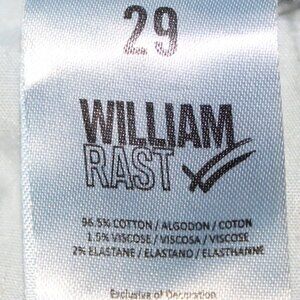 29
WILLIAM
RAST
96.5% COTTON / ALGODON / COTON
1.5% VISCOSE / VISCOSA / VISCOSE
2% ELASTANE / ELASTANO / ELASTHANNE
Exclusive of Decoration